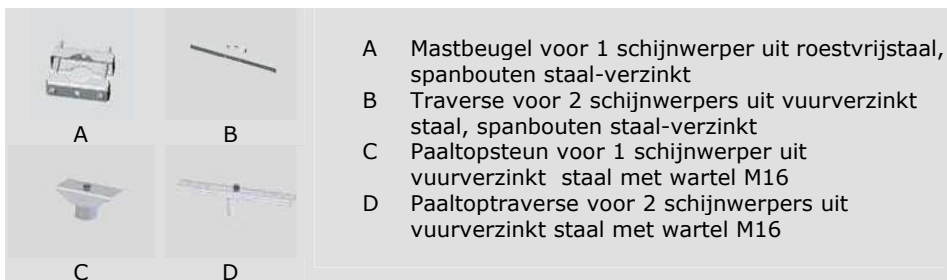 A B
C D
A Mastbeugel voor 1 schijnwerper uit roestvrijstaal,
spanbouten staal-verzinkt
B Traverse voor 2 schijnwerpers uit vuurverzinkt
staal, spanbouten staal-verzinkt
C Paaltopsteun voor 1 schijnwerper uit
vuurverzinkt staal met wartel M16
D Paaltoptraverse voor 2 schijnwerpers uit
vuurverzinkt staal met wartel M16